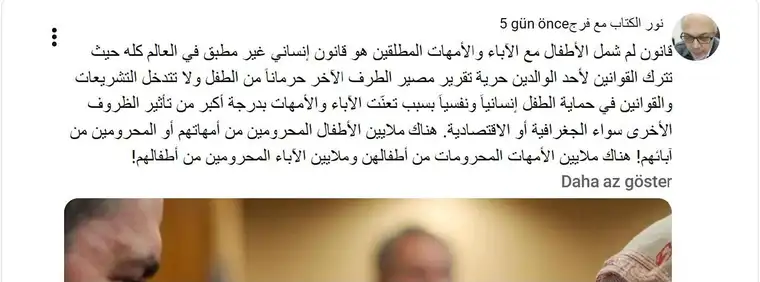 نور الكتاب مع فرج5 gün önce
قانون لم شمل الأطفال مع الآباء والأمهات المطلقين هو قانون إنساني غير مطبق في العالم كله حيث
تترك القوانين لأحد الوالدين حرية تقرير مصير الطرف الآخر حرماناً من الطفل ولا تتدخل التشريعات
والقوانين في حماية الطفل إنسانياً ونفسياً بسبب تعنّت الآباء والأمهات بدرجة أكبر من تأثير الظروف
الأخرى سواء الجغرافية أو الاقتصادية. هناك ملايين الأطفال المحرومين من أمهاتهم أو المحرومين من
آبائهم! هناك ملايين الأمهات المحرومات من أطفالهن وملايين الآباء المحرومين من أطفالهم!
Daha az göster